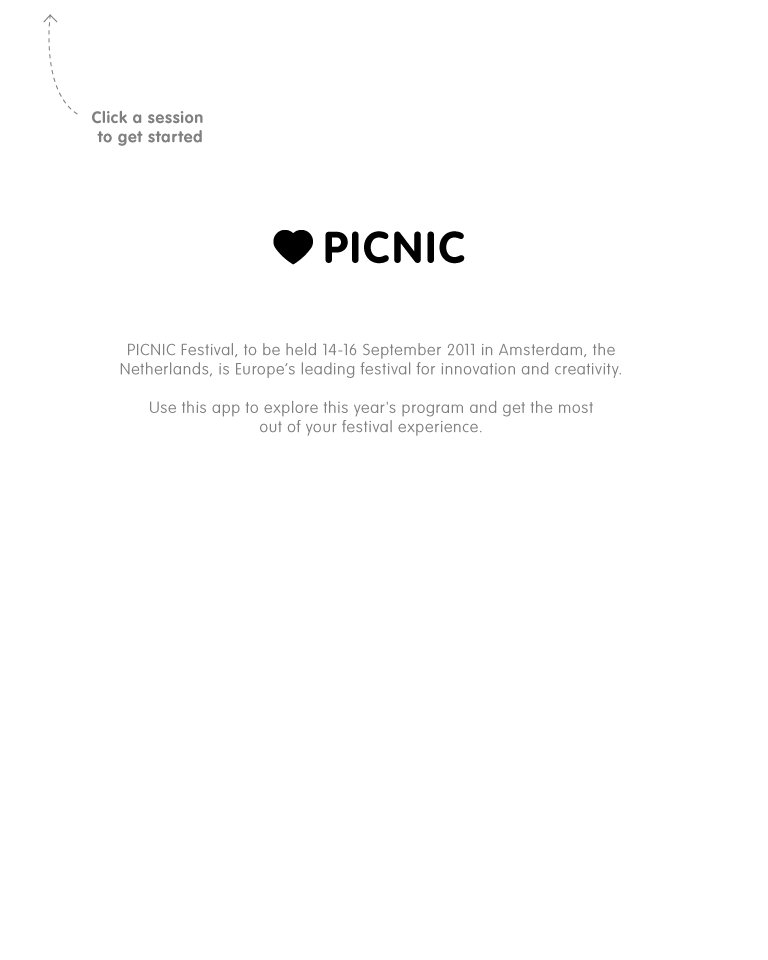 Click a session
to get started
PICNIC
PICNIC Festival, to be held 14-16 September 2011 in Amsterdam, the
Netherlands, is Europe’s leading festival for innovation and creativity.
Use this app to explore this year's program and get the most
out of your festival experience.